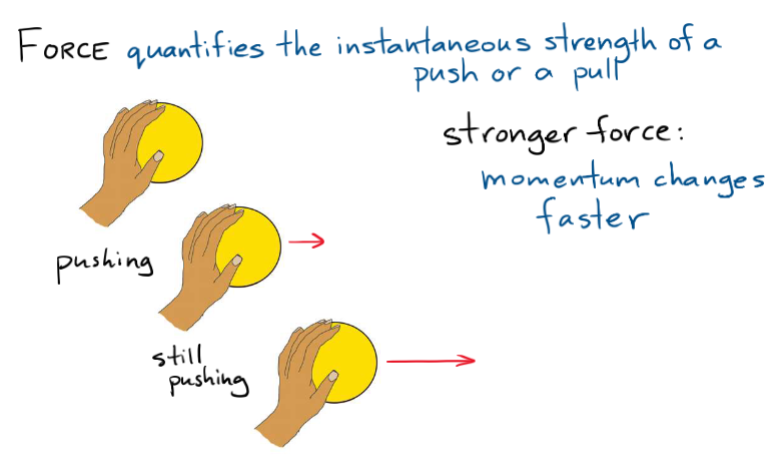 FORCE quantifies the instantaneous strength of a
push or a pull
stronger force:
momentum changes
faster
pushing
still
pushing